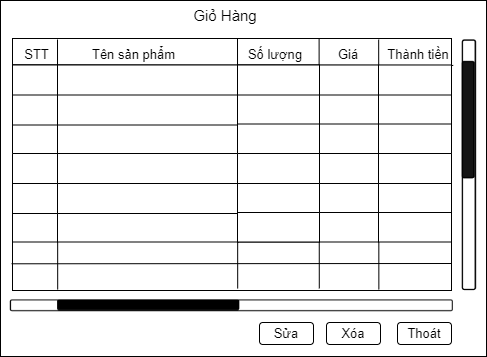 Giỏ Hàng
STT Tên sản phẩm Số lượng Giá Thành tiền
Sửa Xóa Thoát